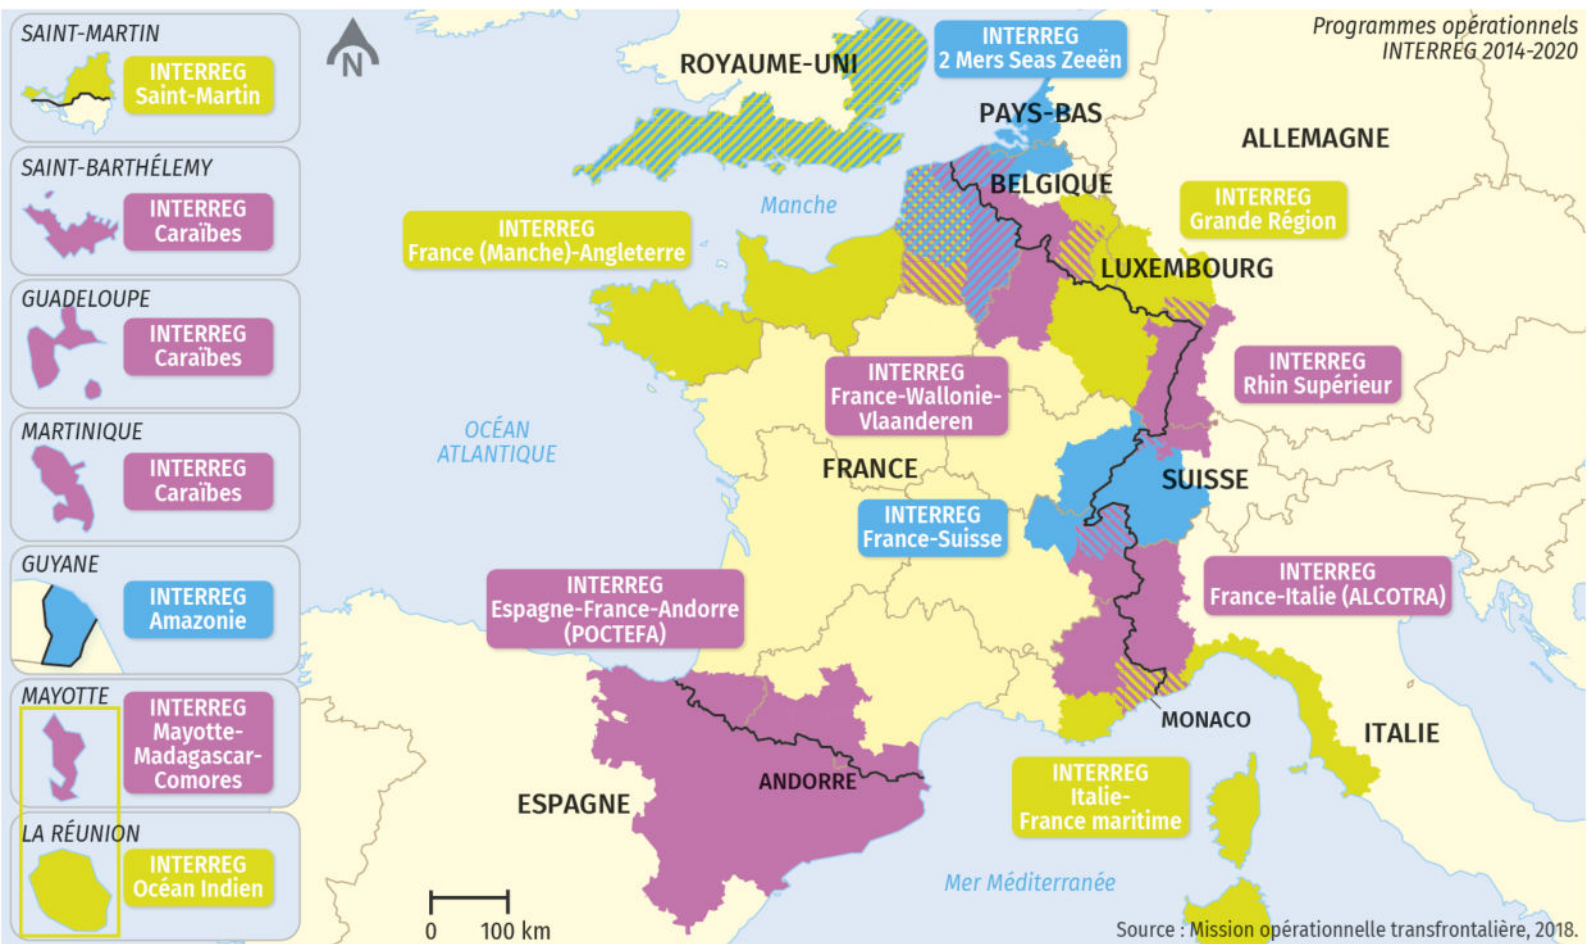 SAINT-MARTIN
INTERREG
Saint-Martin
SAINT-BARTHÉLEMY
INTERREG
Caraïbes
GUADELOUPE
INTERREG
Caraïbes
MARTINIQUE
INTERREG
Caraïbes
GUYANE
INTERREG
Amazonie
MAYOTTE
INTERREG
Mayotte-
Madagascar-
Comores
LA RÉUNION
INTERREG
Océan Indien
N
Programmes opérationnels
INTERREG 2014-2020
ROYAUME-UNI
INTERREG
2 Mers Seas Zeeën
PAYS-BAS
ALLEMAGNE
BELGIQUE
Manche
INTERREG
Grande Région
INTERREG
France (Manche)-Angleterre
LUXEMBOURG
INTERREG
France-Wallonie-
Vlaanderen
INTERREG
Rhin Supérieur
OCÉAN
ATLANTIQUE
FRANCE
SUISSE
INTERREG
France-Suisse
INTERREG
Espagne-France-Andorre
(POCTEFA)
INTERREG
France-Italie (ALCOTRA)
MONACO
ITALIE
ANDORRE
ESPAGNE
INTERREG
Italie-
France maritime
Mer Méditerranée
0 100 km
Source : Mission opérationnelle transfrontalière, 2018.